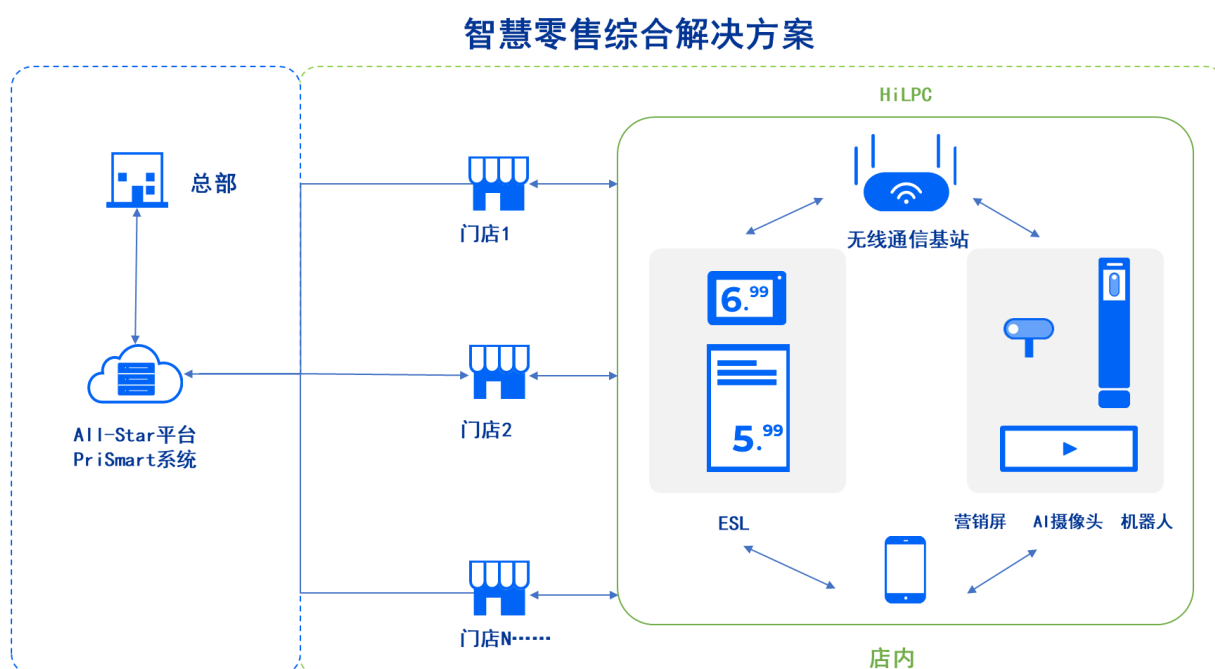 智慧零售综合解决方案
HiLPC
总部
门店1
无线通信基站
6.99
All-Star平台
PriSmart系统
门店2
5.99
ESL
营销屏 AI摄像头 机器人
门店N……
店内